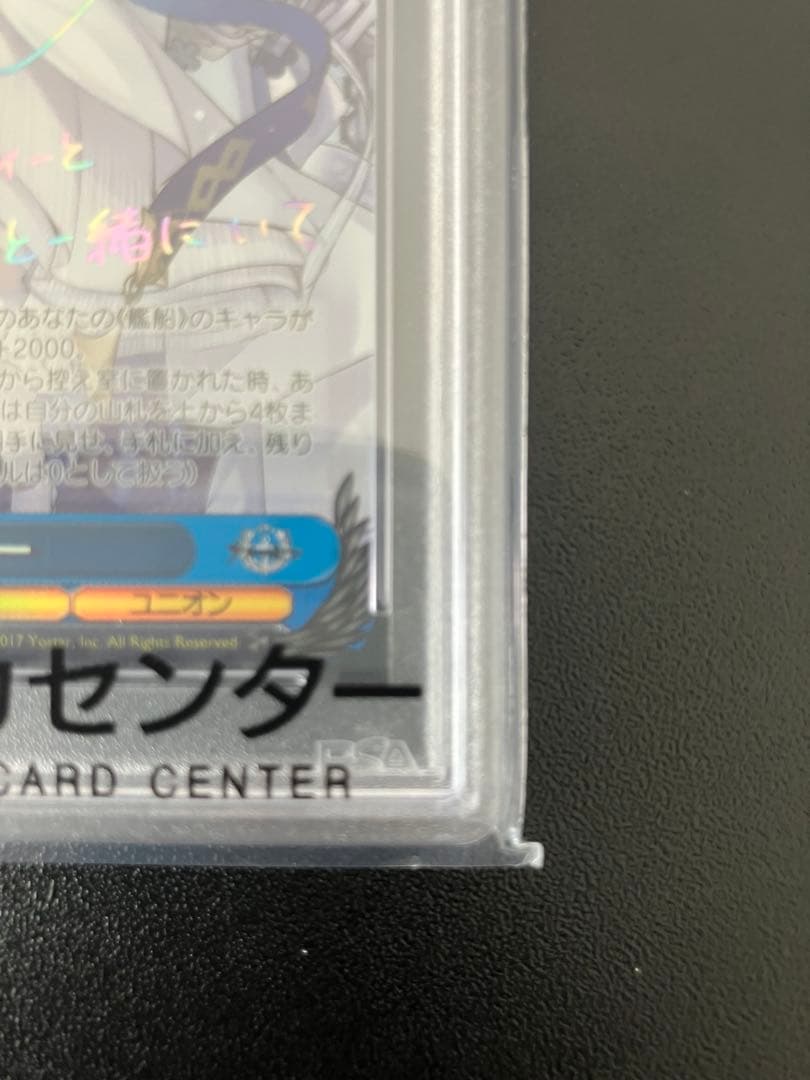 ィーと
と一緒にいて
のあなたの《艦船》のキャラが
+2000。
から控え室に置かれた時、あ
は自分の山札を上から4枚ま
手に見せ、手札に加え、残り
ルは0として扱う）
ー
ユニオン
017 Yostar, Inc. All Rights Reserved
センター
CARD CENTER
PSA